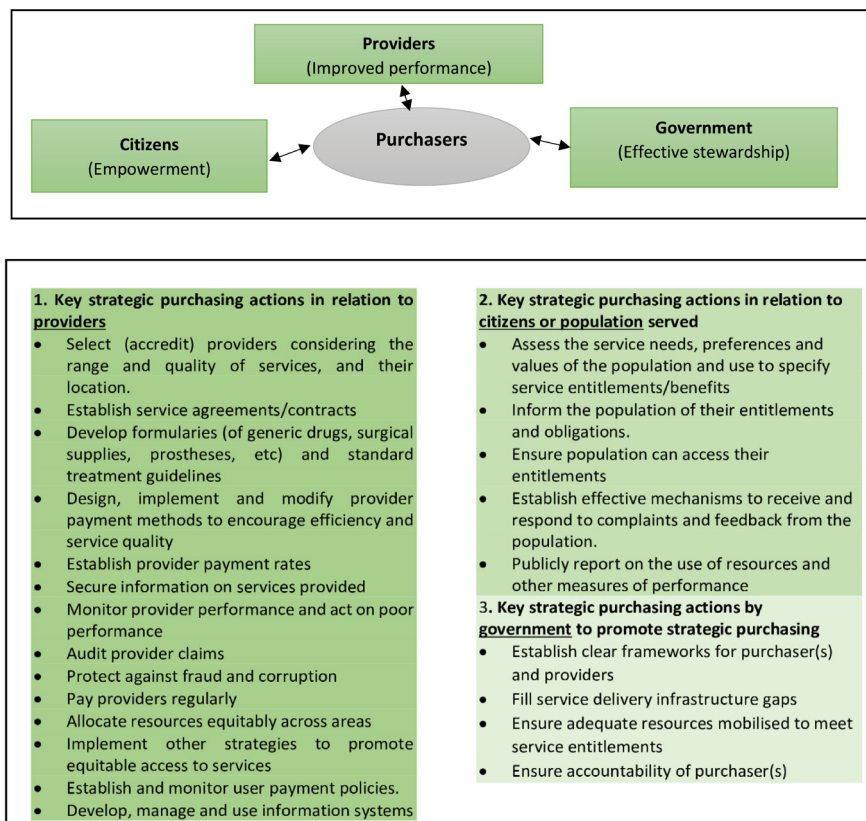 Providers
(Improved performance)
Citizens
(Empowerment)
Purchasers
Government
(Effective stewardship)
1. Key strategic purchasing actions in relation to
providers
• Select (accredit) providers considering the
range and quality of services, and their
location.
• Establish service agreements/contracts
• Develop formularies (of generic drugs, surgical
supplies, prostheses, etc) and standard
treatment guidelines
• Design, implement and modify provider
payment methods to encourage efficiency and
service quality
• Establish provider payment rates
• Secure information on services provided
• Monitor provider performance and act on poor
performance
• Audit provider claims
• Protect against fraud and corruption
• Pay providers regularly
• Allocate resources equitably across areas
• Implement other strategies to promote
equitable access to services
• Establish and monitor user payment policies.
• Develop, manage and use information systems
2. Key strategic purchasing actions in relation to
citizens or population served
• Assess the service needs, preferences and
values of the population and use to specify
service entitlements/benefits
• Inform the population of their entitlements
and obligations.
• Ensure population can access their
entitlements
• Establish effective mechanisms to receive and
respond to complaints and feedback from the
population.
• Publicly report on the use of resources and
other measures of performance
3. Key strategic purchasing actions by
government to promote strategic purchasing
• Establish clear frameworks for purchaser(s)
and providers
• Fill service delivery infrastructure gaps
• Ensure adequate resources mobilised to meet
service entitlements
• Ensure accountability of purchaser(s)